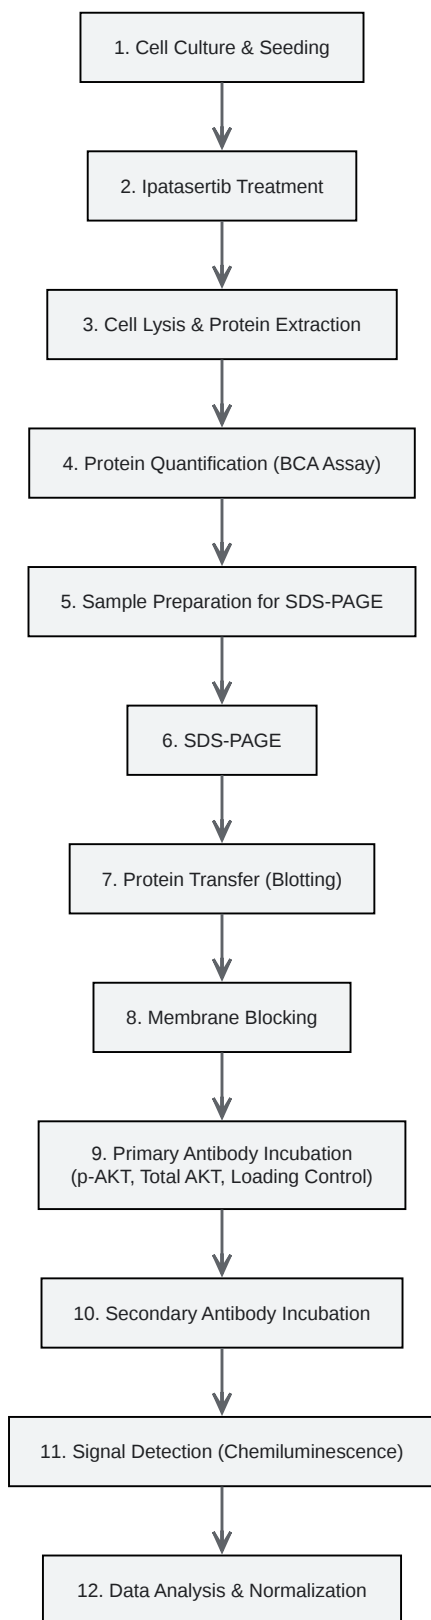 1. Cell Culture & Seeding
2. Ipatasertib Treatment
3. Cell Lysis & Protein Extraction
4. Protein Quantification (BCA Assay)
5. Sample Preparation for SDS-PAGE
6. SDS-PAGE
7. Protein Transfer (Blotting)
8. Membrane Blocking
9. Primary Antibody Incubation
(p-AKT, Total AKT, Loading Control)
10. Secondary Antibody Incubation
11. Signal Detection (Chemiluminescence)
12. Data Analysis & Normalization